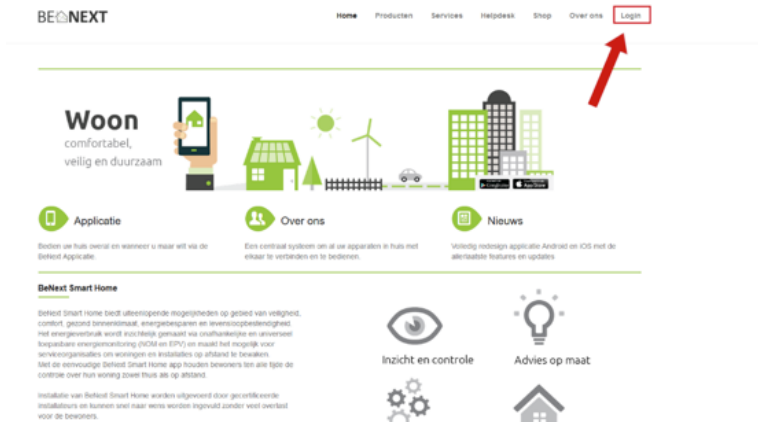 BE NEXT
Home Producten Services Helpdesk Shop Over ons Login
Woon
comfortabel,
veilig en duurzaam
Google play App Store
Applicatie
Over ons
Nieuws
Bedien uw huis overal en wanneer u maar wilt via de
BeNext Applicatie.
Een centraal systeem om al uw apparaten in huis met
elkaar te verbinden en te bedienen.
Volledig redesign applicatie Android en iOS met de
allerlaatste features en updates
BeNext Smart Home
BeNext Smart Home biedt uiteenlopende mogelijkheden op gebied van veiligheid,
comfort, gezond binnenklimaat, energiebesparen en levensloopbestendigheid.
Het energieverbruik wordt inzichtelijk gemaakt via onafhankelijke en universeel
toepasbare energiemonitoring (NOM en EPV) en maakt het mogelijk voor
serviceorganisaties om woningen en installaties op afstand te bewaken.
Met de eenvoudige BeNext Smart Home app houden bewoners ten alle tijde de
controle over hun woning zowel thuis als op afstand.
Installatie van BeNext Smart Home worden uitgevoerd door gecertificeerde
installateurs en kunnen snel naar wens worden ingevuld zonder veel overlast
voor de bewoners.
Inzicht en controle
Advies op maat